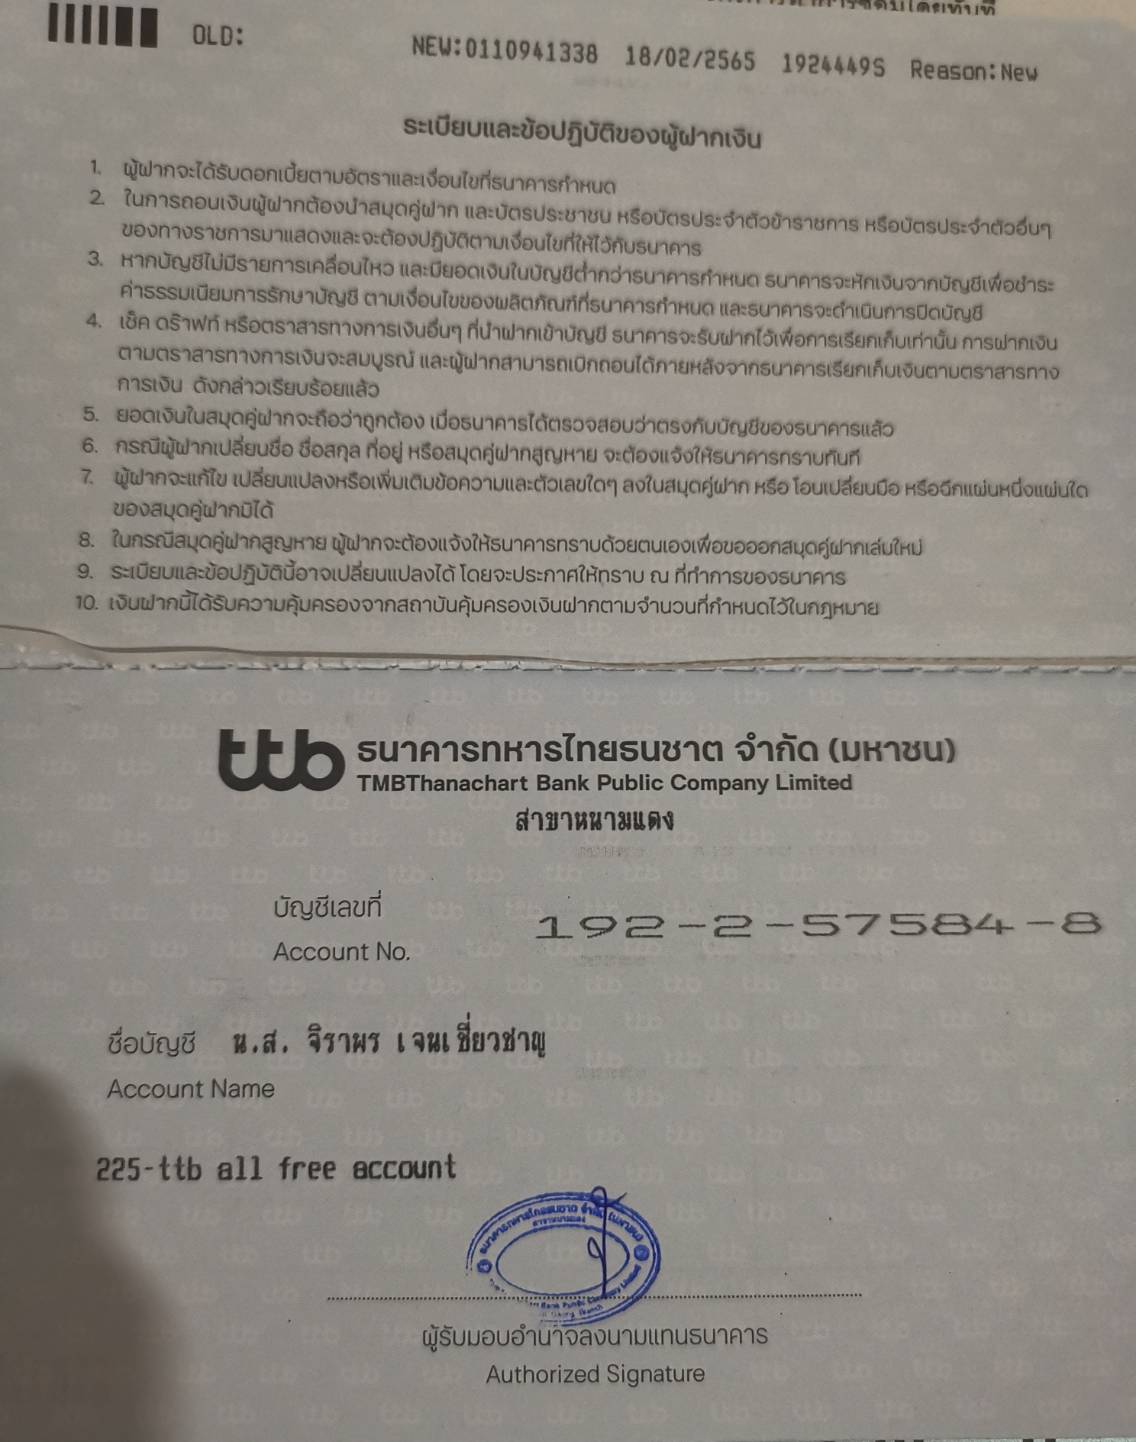 OLD:
NEW:0110941338 18/02/2565 1924449S Reason:New
ระเบียบและข้อปฏิบัติของผู้ฝากเงิน
1. ผู้ฝากจะได้รับดอกเบี้ยตามอัตราและเงื่อนไขที่ธนาคารกำหนด
2. ในการถอนเงินผู้ฝากต้องนำสมุดคู่ฝาก และบัตรประชาชน หรือบัตรประจำตัวข้าราชการ หรือบัตรประจำตัวอื่นๆ
ของทางราชการมาแสดงและจะต้องปฏิบัติตามเงื่อนไขที่ให้ไว้กับธนาคาร
3. หากบัญชีไม่มีรายการเคลื่อนไหว และมียอดเงินในบัญชีต่ำกว่าธนาคารกำหนด ธนาคารจะหักเงินจากบัญชีเพื่อชำระ
ค่าธรรมเนียมการรักษาบัญชี ตามเงื่อนไขของผลิตภัณฑ์ที่ธนาคารกำหนด และธนาคารจะดำเนินการปิดบัญชี
4. เช็ค ดร๊าฟท์ หรือตราสารทางการเงินอื่นๆ ที่นำฝากเข้าบัญชี ธนาคารจะรับฝากไว้เพื่อการเรียกเก็บเท่านั้น การฝากเงิน
ตามตราสารทางการเงินจะสมบูรณ์ และผู้ฝากสามารถเบิกถอนได้ภายหลังจากธนาคารเรียกเก็บเงินตามตราสารทาง
การเงิน ดังกล่าวเรียบร้อยแล้ว
5. ยอดเงินในสมุดคู่ฝากจะถือว่าถูกต้อง เมื่อธนาคารได้ตรวจสอบว่าตรงกับบัญชีของธนาคารแล้ว
6. กรณีผู้ฝากเปลี่ยนชื่อ ชื่อสกุล ที่อยู่ หรือสมุดคู่ฝากสูญหาย จะต้องแจ้งให้ธนาคารทราบทันที
7. ผู้ฝากจะแก้ไข เปลี่ยนแปลงหรือเพิ่มเติมข้อความและตัวเลขใดๆ ลงในสมุดคู่ฝาก หรือ โอนเปลี่ยนมือ หรือฉีกแผ่นหนึ่งแผ่นใด
ของสมุดคู่ฝากมิได้
8. ในกรณีสมุดคู่ฝากสูญหาย ผู้ฝากจะต้องแจ้งให้ธนาคารทราบด้วยตนเองเพื่อขอออกสมุดคู่ฝากเล่มใหม่
9. ระเบียบและข้อปฏิบัตินี้อาจเปลี่ยนแปลงได้ โดยจะประกาศให้ทราบ ณ ที่ทำการของธนาคาร
10. เงินฝากนี้ได้รับความคุ้มครองจากสถาบันคุ้มครองเงินฝากตามจำนวนที่กำหนดไว้ในกฎหมาย
ttb ธนาคารทหารไทยธนชาต จำกัด (มหาชน)
TMBThanachart Bank Public Company Limited
สาขาหนามแดง
บัญชีเลขที่
Account No. 192-2-57584-8
ชื่อบัญชี น.ส. จิราพร เจนเชี่ยวชาญ
Account Name
225-ttb all free account
ผู้รับมอบอำนาจลงนามแทนธนาคาร
Authorized Signature